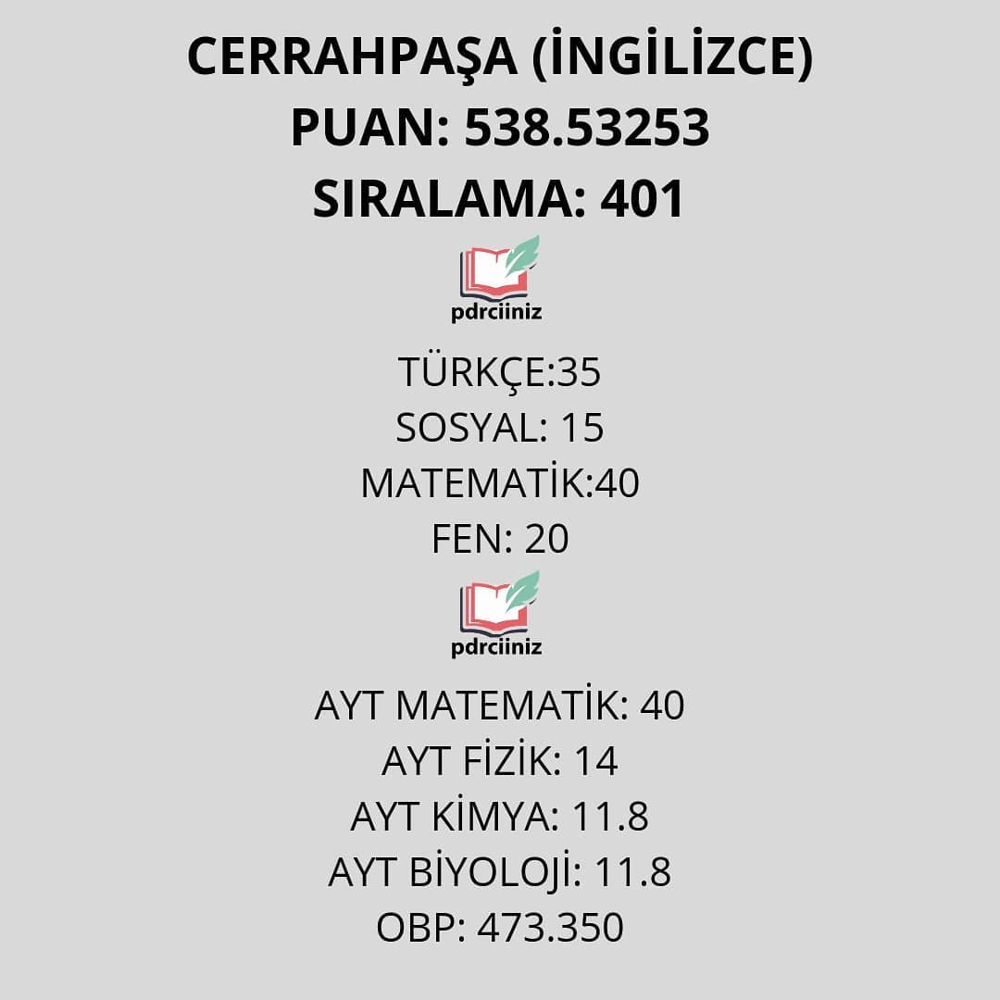 CERRAHPAŞA (İNGİLİZCE)
PUAN: 538.53253
SIRALAMA: 401
pdrciiniz
TÜRKÇE:35
SOSYAL: 15
MATEMATİK:40
FEN: 20
pdrciiniz
AYT MATEMATİK: 40
AYT FİZİK: 14
AYT KİMYA: 11.8
AYT BİYOLOJİ: 11.8
OBP: 473.350